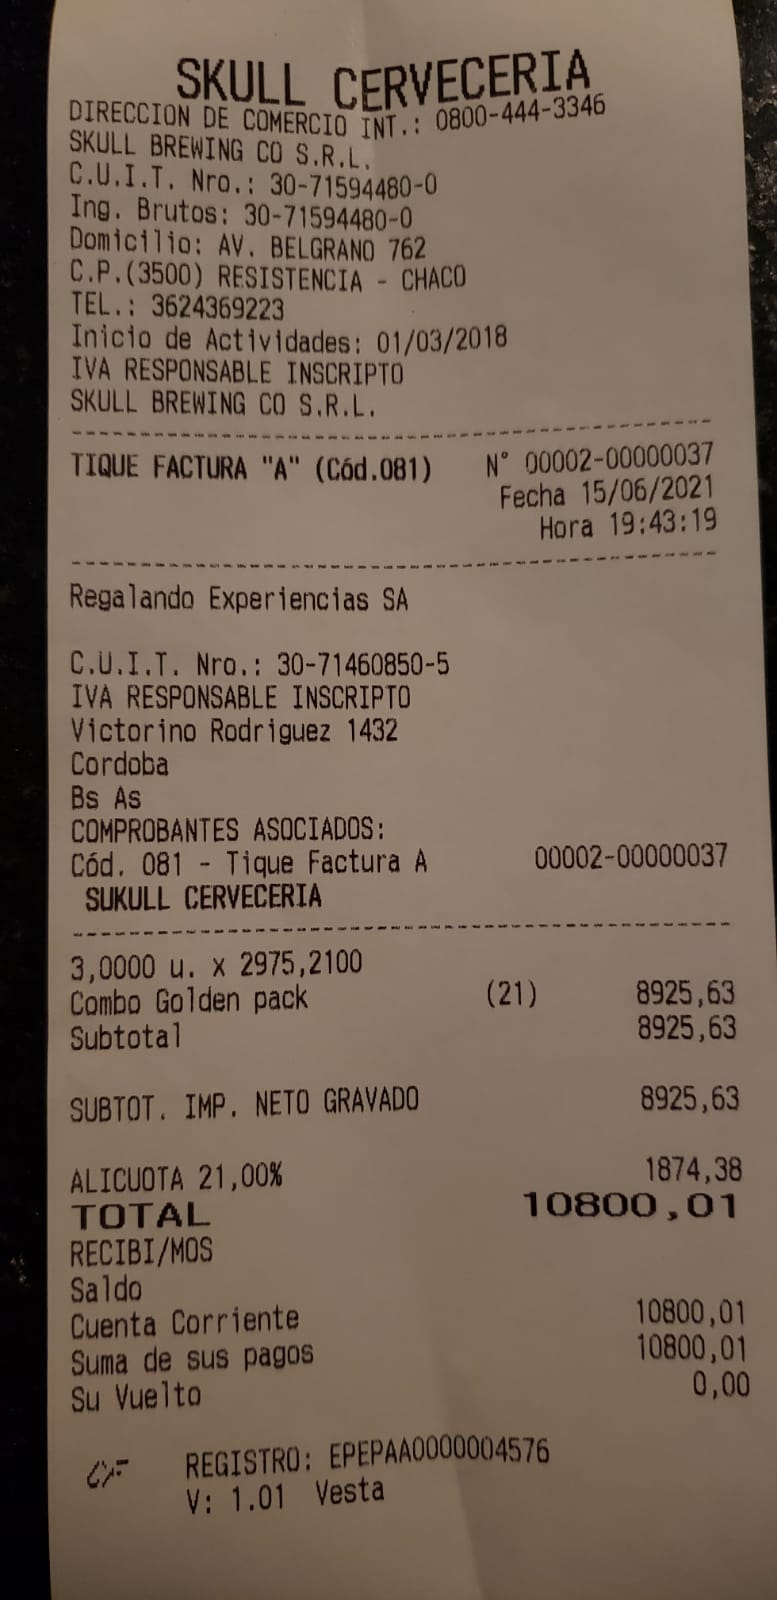 SKULL CERVECERIA
DIRECCION DE COMERCIO INT.: 0800-444-3346
SKULL BREWING CO S.R.L.
C.U.I.T. Nro.: 30-71594480-0
Ing. Brutos: 30-71594480-0
Domicilio: AV. BELGRANO 762
C.P.(3500) RESISTENCIA - CHACO
TEL.: 3624369223
Inicio de Actividades: 01/03/2018
IVA RESPONSABLE INSCRIPTO
SKULL BREWING CO S.R.L.
TIQUE FACTURA "A" (Cód.081) N° 00002-00000037
Fecha 15/06/2021
Hora 19:43:19
Regalando Experiencias SA
C.U.I.T. Nro.: 30-71460850-5
IVA RESPONSABLE INSCRIPTO
Victorino Rodriguez 1432
Cordoba
Bs As
COMPROBANTES ASOCIADOS:
Cód. 081 - Tique Factura A 00002-00000037
SUKULL CERVECERIA
3,0000 u. x 2975,2100
Combo Golden pack (21) 8925,63
Subtotal 8925,63
SUBTOT. IMP. NETO GRAVADO 8925,63
ALICUOTA 21,00% 1874,38
TOTAL 10800,01
RECIBI/MOS
Saldo
Cuenta Corriente 10800,01
Suma de sus pagos 10800,01
Su Vuelto 0,00
CF REGISTRO: EPEPAA0000004576
V: 1.01 Vesta